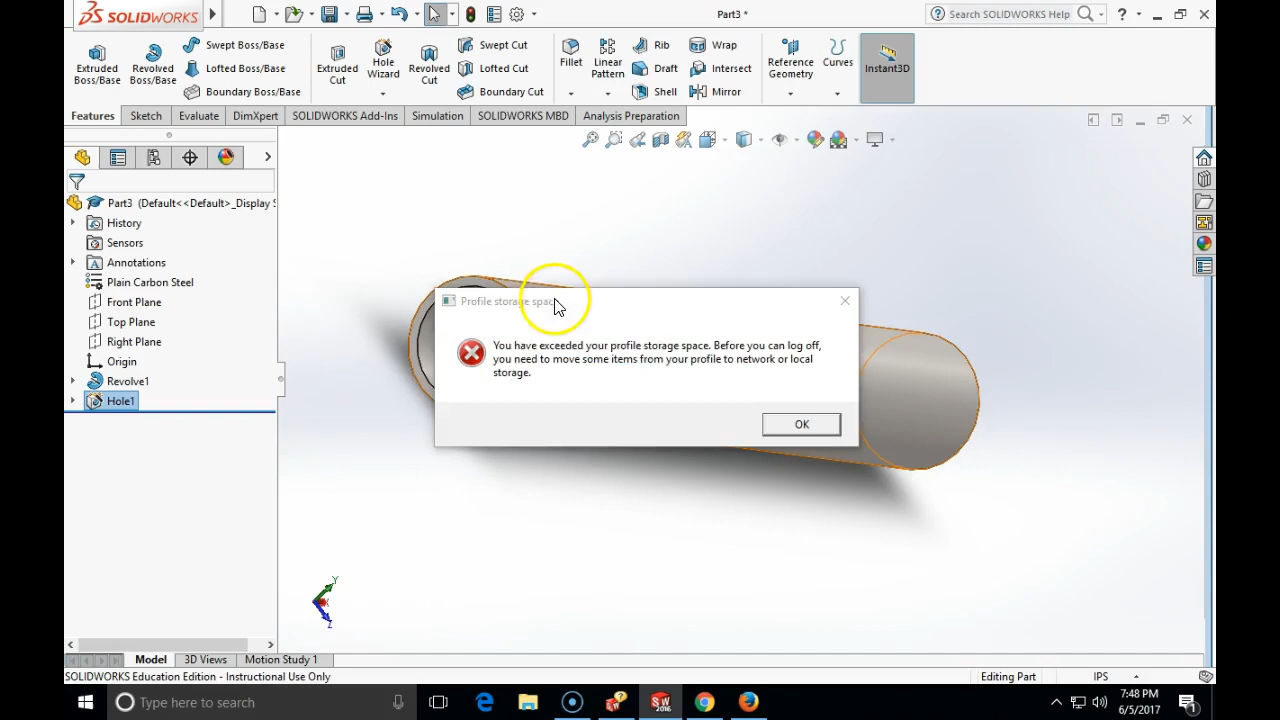 SOLIDWORKS
Part3 *
Search SOLIDWORKS Help
?
Extruded Boss/Base
Revolved Boss/Base
Swept Boss/Base
Lofted Boss/Base
Boundary Boss/Base
Extruded Cut
Hole Wizard
Revolved Cut
Swept Cut
Lofted Cut
Boundary Cut
Fillet
Linear Pattern
Rib
Draft
Shell
Wrap
Intersect
Mirror
Reference Geometry
Curves
Instant3D
Features
Sketch
Evaluate
DimXpert
SOLIDWORKS Add-Ins
Simulation
SOLIDWORKS MBD
Analysis Preparation
Part3 (Default<<Default>_Display S
History
Sensors
Annotations
Plain Carbon Steel
Front Plane
Top Plane
Right Plane
Origin
Revolve1
Hole1
Profile storage space
You have exceeded your profile storage space. Before you can log off,
you need to move some items from your profile to network or local
storage.
OK
Y
X
Z
Model
3D Views
Motion Study 1
SOLIDWORKS Education Edition - Instructional Use Only
Editing Part
IPS
Type here to search
SW
2016
7:48 PM
6/5/2017
1